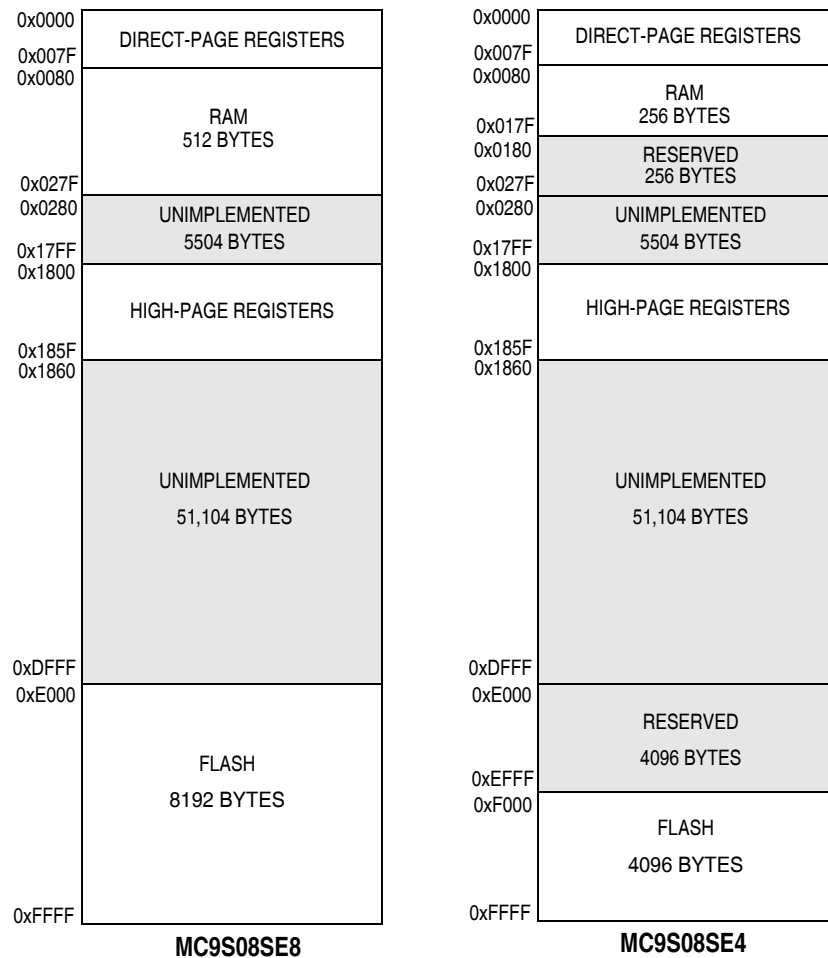 0x0000
DIRECT-PAGE REGISTERS
0x007F
0x0080
RAM
512 BYTES
0x027F
0x0280
UNIMPLEMENTED
5504 BYTES
0x17FF
0x1800
HIGH-PAGE REGISTERS
0x185F
0x1860
UNIMPLEMENTED
51,104 BYTES
0xDFFF
0xE000
FLASH
8192 BYTES
0xFFFF
MC9S08SE8
0x0000
DIRECT-PAGE REGISTERS
0x007F
0x0080
RAM
256 BYTES
0x017F
0x0180
RESERVED
256 BYTES
0x027F
0x0280
UNIMPLEMENTED
5504 BYTES
0x17FF
0x1800
HIGH-PAGE REGISTERS
0x185F
0x1860
UNIMPLEMENTED
51,104 BYTES
0xDFFF
0xE000
RESERVED
4096 BYTES
0xEFFF
0xF000
FLASH
4096 BYTES
0xFFFF
MC9S08SE4